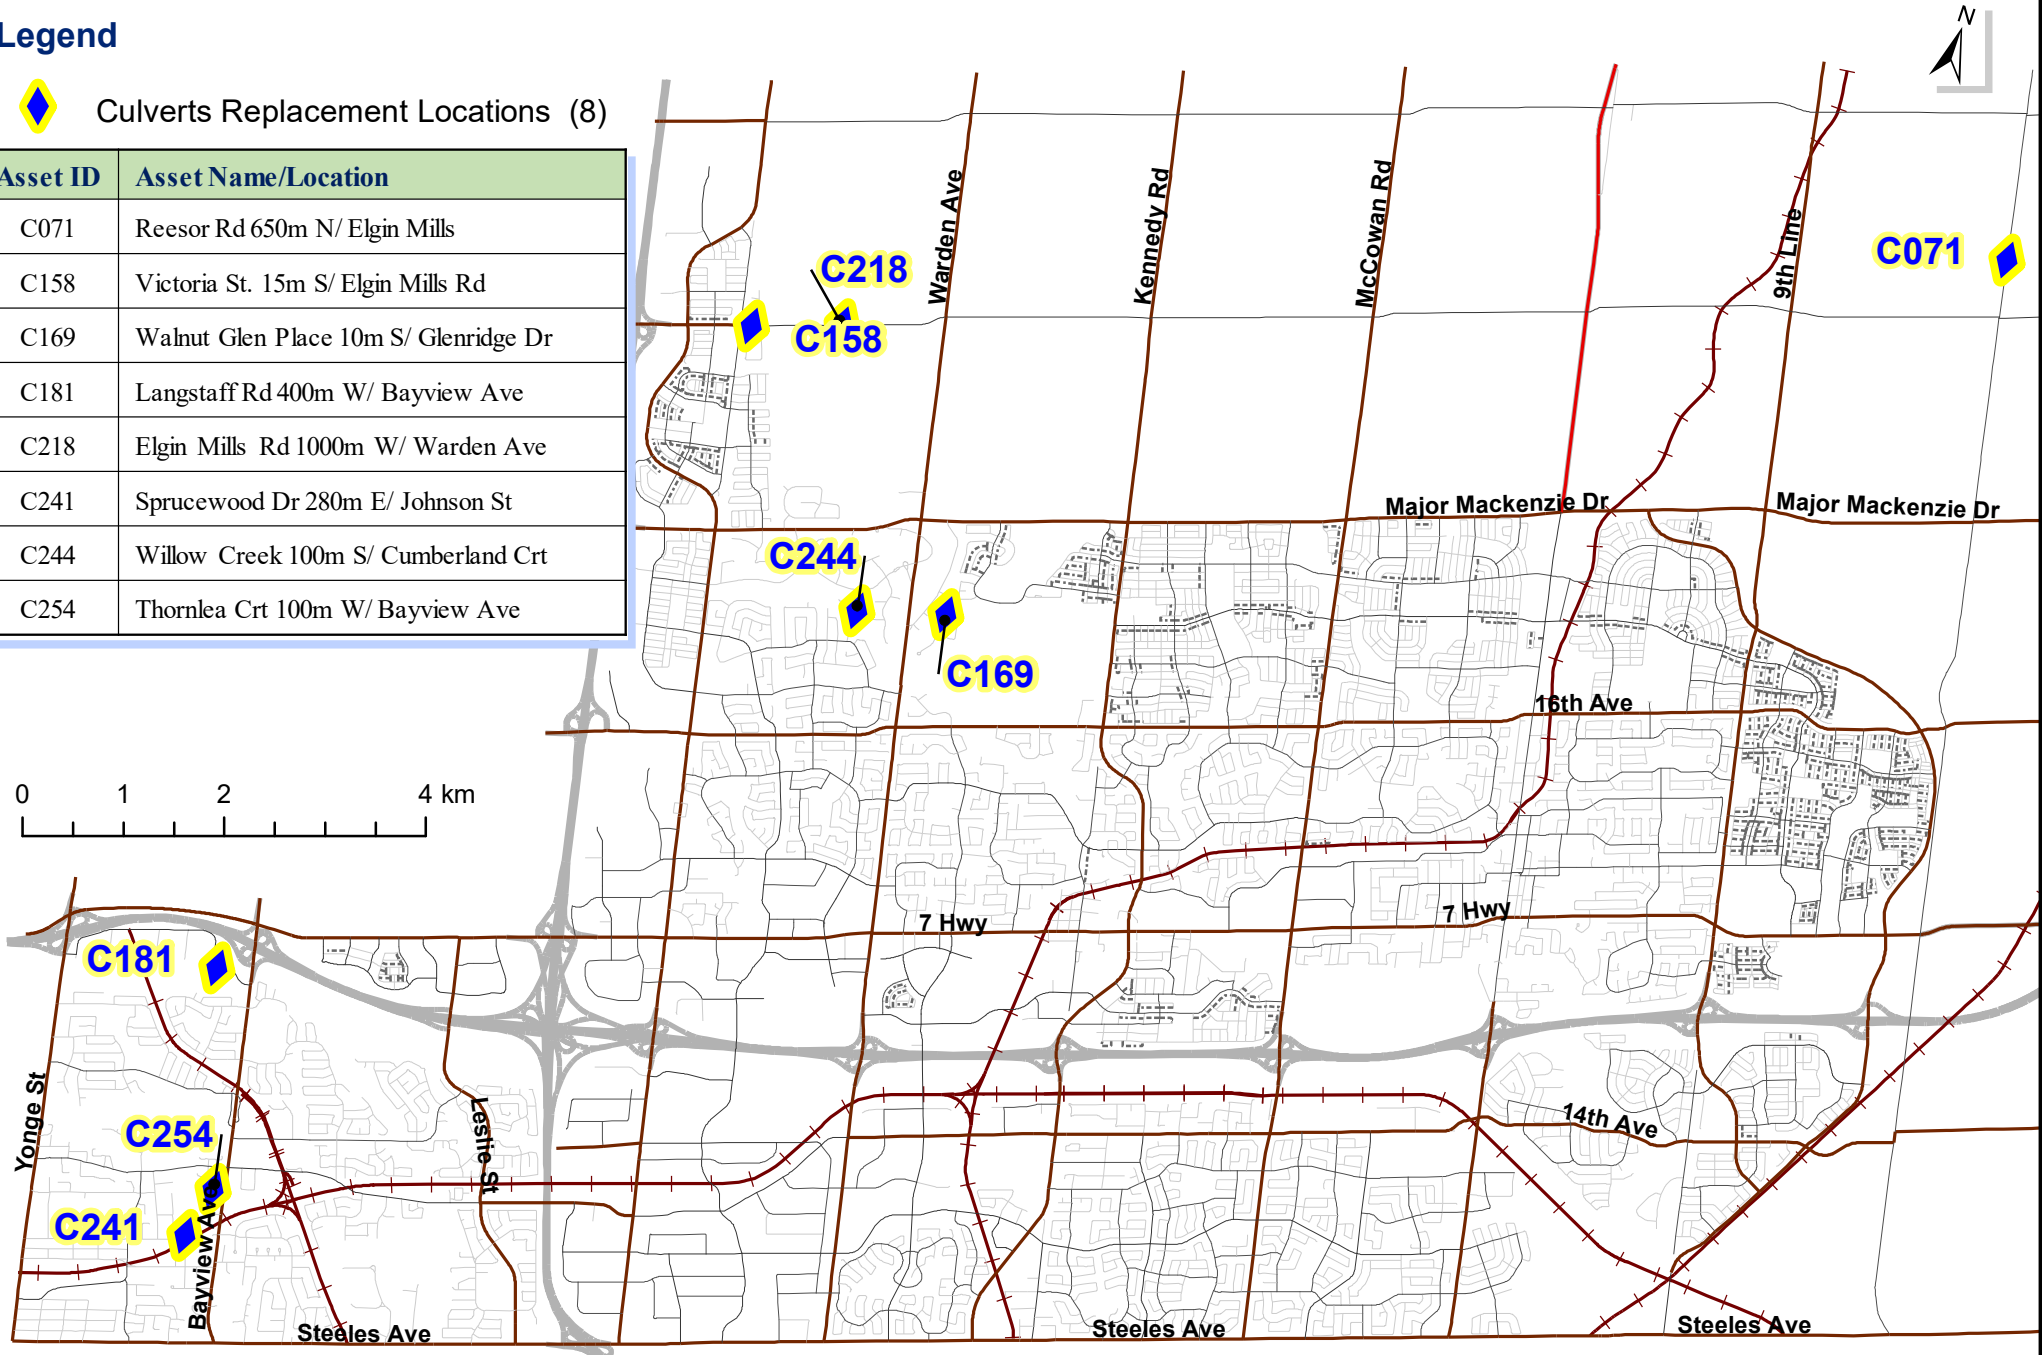 Legend
Culverts Replacement Locations (8)
Asset ID Asset Name/Location
C071 Reesor Rd 650m N/ Elgin Mills
C158 Victoria St. 15m S/ Elgin Mills Rd
C169 Walnut Glen Place 10m S/ Glenridge Dr
C181 Langstaff Rd 400m W/ Bayview Ave
C218 Elgin Mills Rd 1000m W/ Warden Ave
C241 Sprucewood Dr 280m E/ Johnson St
C244 Willow Creek 100m S/ Cumberland Crt
C254 Thornlea Crt 100m W/ Bayview Ave
N
Warden Ave
Kennedy Rd
McCowan Rd
9th Line
C071
C218
C158
Major Mackenzie Dr
Major Mackenzie Dr
C244
C169
16th Ave
0 1 2 4 km
7 Hwy
7 Hwy
C181
Yonge St
C254
Leslie St
14th Ave
C241
Bayview Ave
Steeles Ave
Steeles Ave
Steeles Ave